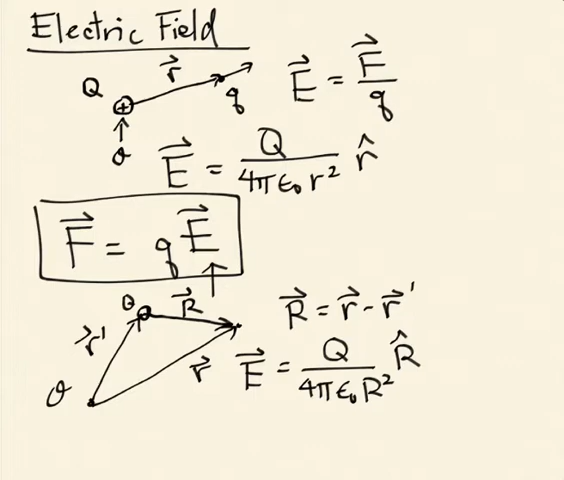 Electric Field
Q ⊕ r⃗ q E⃗ = F⃗/q
O E⃗ = Q/(4πε₀r²) r̂
F⃗ = qE⃗
Q R⃗ R⃗ = r⃗ - r⃗'
r⃗' r⃗ E⃗ = Q/(4πε₀R²) R̂
O